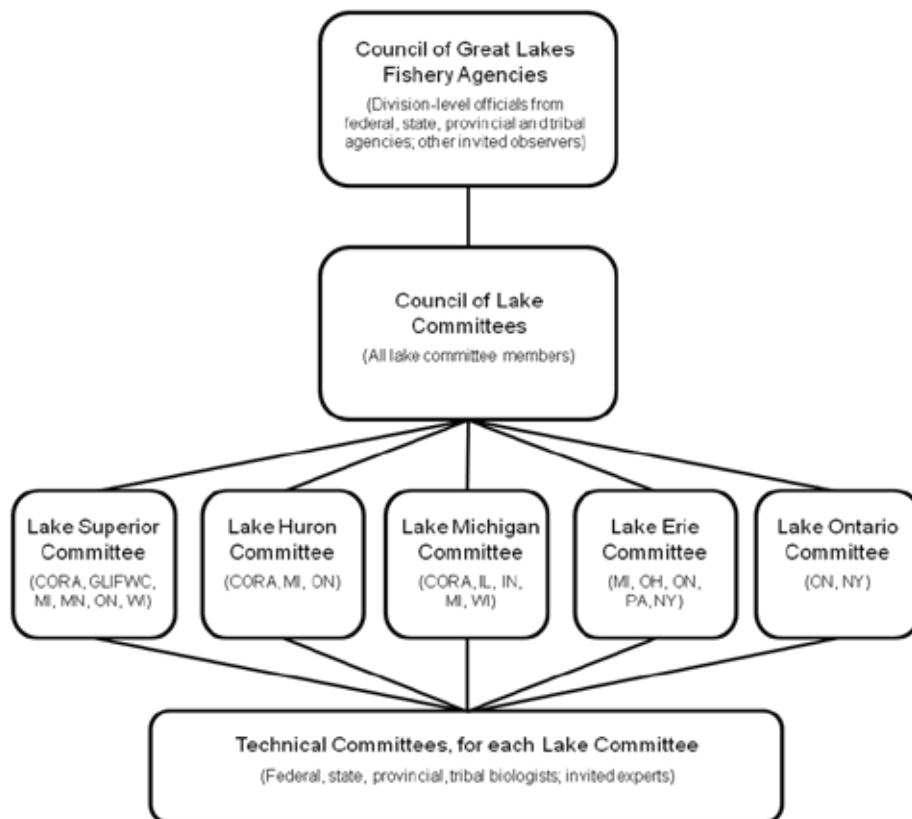 Council of Great Lakes
Fishery Agencies
(Division-level officials from
federal, state, provincial and tribal
agencies; other invited observers)
Council of Lake
Committees
(All lake committee members)
Lake Superior
Committee
(CORA, GLIFWC,
MI, MN, ON, WI)
Lake Huron
Committee
(CORA, MI, ON)
Lake Michigan
Committee
(CORA, IL, IN,
MI, WI)
Lake Erie
Committee
(MI, OH, ON,
PA, NY)
Lake Ontario
Committee
(ON, NY)
Technical Committees, for each Lake Committee
(Federal, state, provincial, tribal biologists; invited experts)